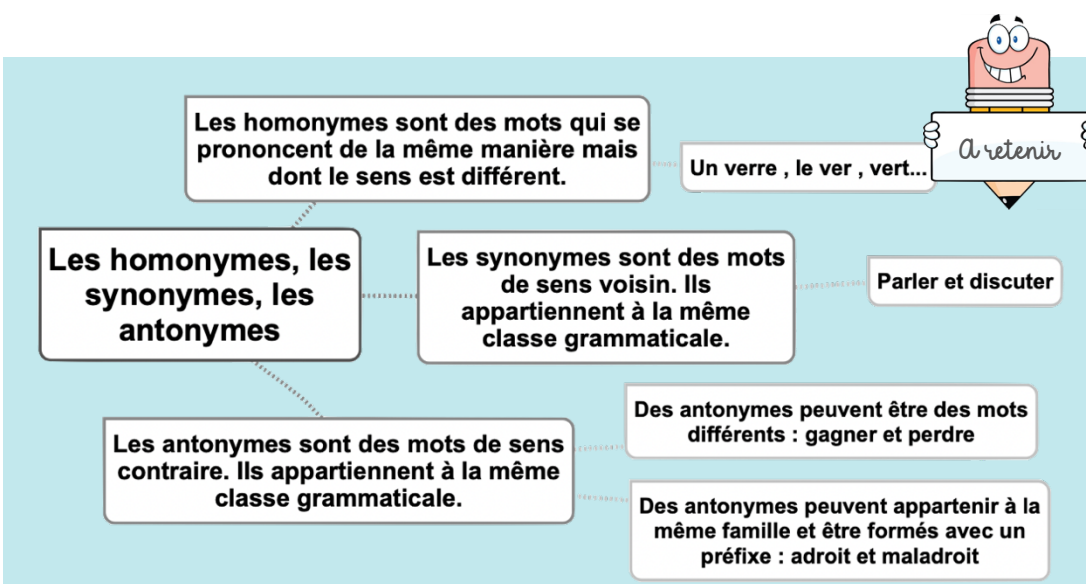 A retenir
Les homonymes sont des mots qui se
prononcent de la même manière mais
dont le sens est différent.
Un verre , le ver , vert...
Les homonymes, les
synonymes, les
antonymes
Les synonymes sont des mots
de sens voisin. Ils
appartiennent à la même
classe grammaticale.
Parler et discuter
Les antonymes sont des mots de sens
contraire. Ils appartiennent à la même
classe grammaticale.
Des antonymes peuvent être des mots
différents : gagner et perdre
Des antonymes peuvent appartenir à la
même famille et être formés avec un
préfixe : adroit et maladroit